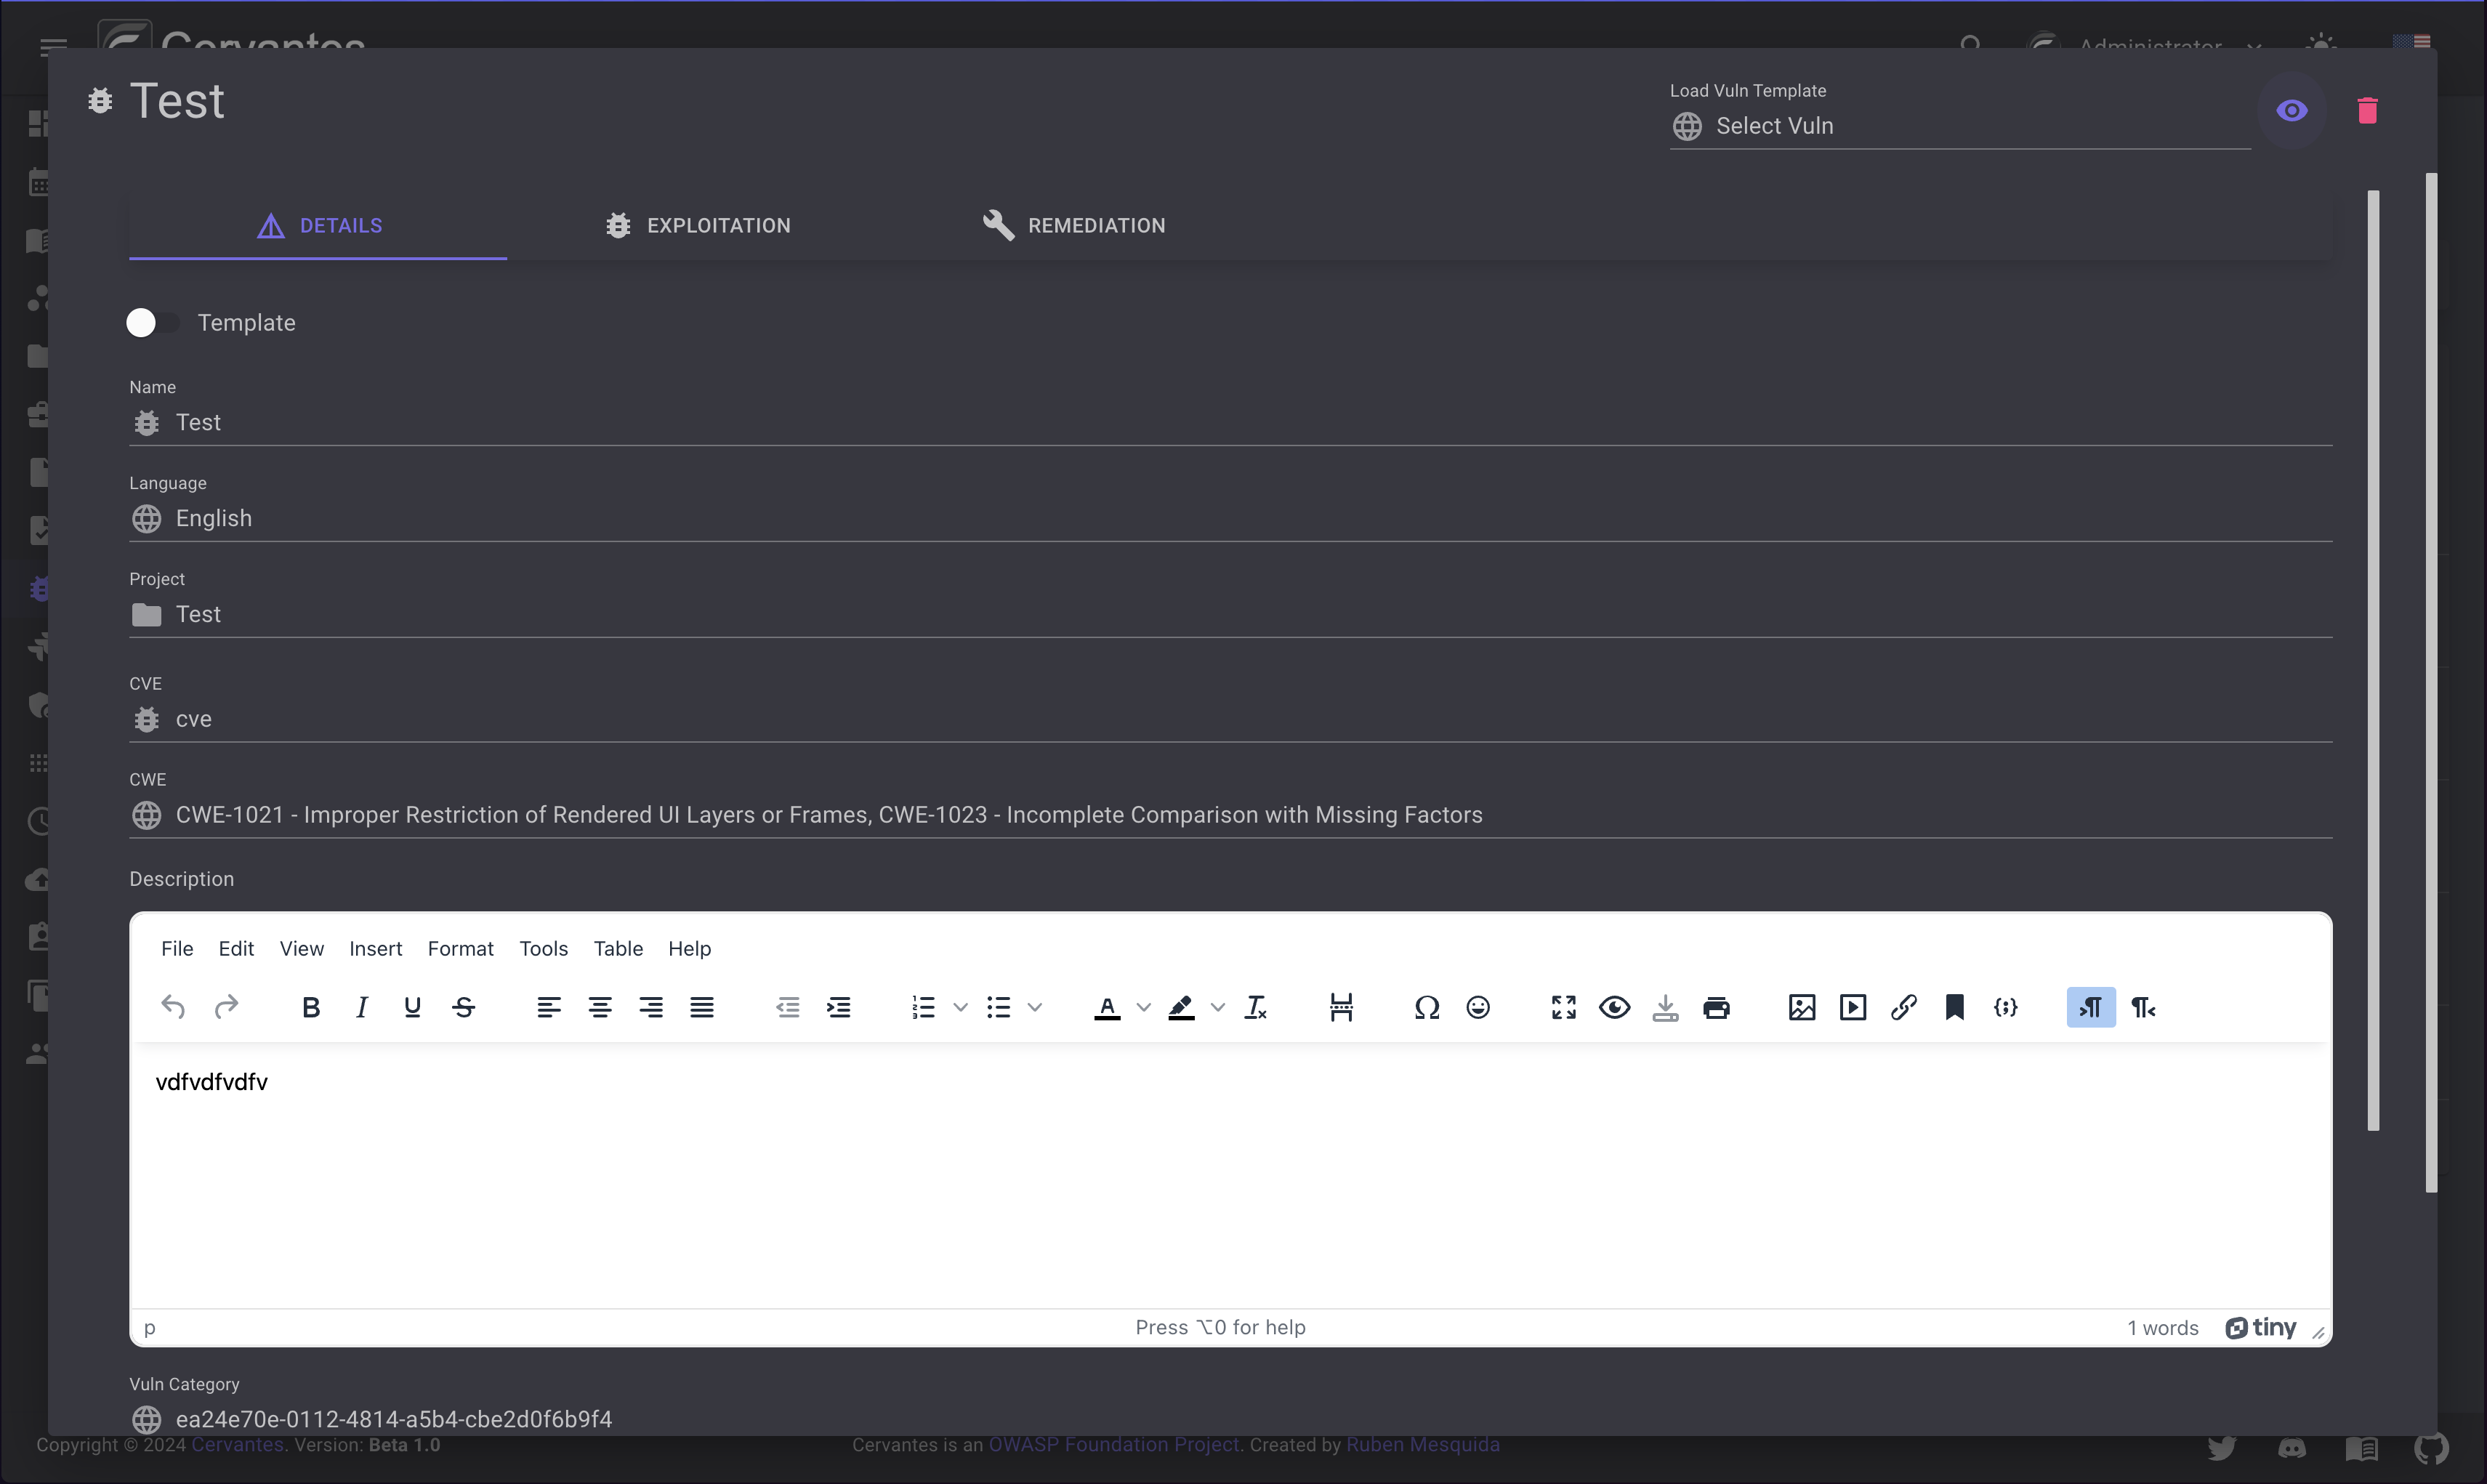 Cervantes
Administrator
Test
Load Vuln Template
Select Vuln
DETAILS
EXPLOITATION
REMEDIATION
Template
Name
Test
Language
English
Project
Test
CVE
cve
CWE
CWE-1021 - Improper Restriction of Rendered UI Layers or Frames, CWE-1023 - Incomplete Comparison with Missing Factors
Description
File Edit View Insert Format Tools Table Help
vdfvdfvdfv
p
Press ⌥0 for help
1 words
tiny
Vuln Category
ea24e70e-0112-4814-a5b4-cbe2d0f6b9f4
Copyright © 2024 Cervantes. Version: Beta 1.0
Cervantes is an OWASP Foundation Project. Created by Ruben Mesquida